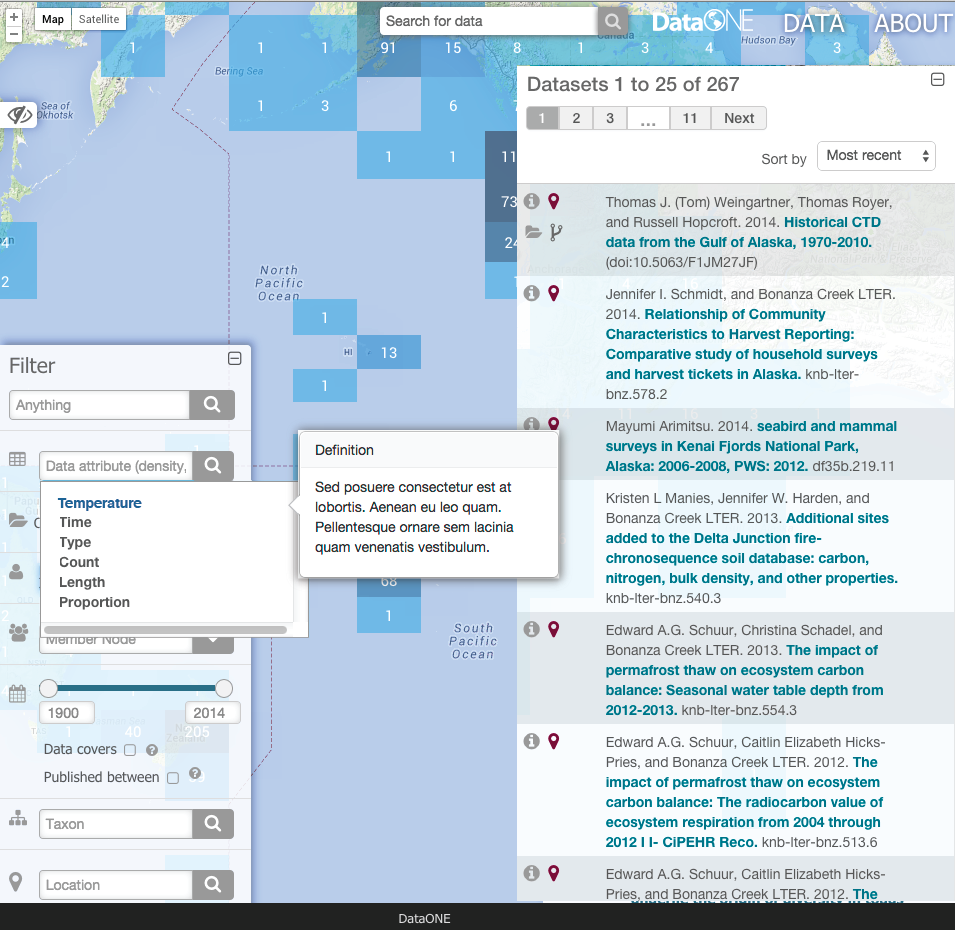 +
−
Map
Satellite
Search for data
DataONE
DATA
ABOUT
1
1
1
91
15
8
1
3
4
3
Canada
Hudson Bay
Bering Sea
Sea of
Okhotsk
1
3
6
1
1
11
73
24
4
2
North
Pacific
Ocean
1
HI
13
1
68
1
South
Pacific
Ocean
Datasets 1 to 25 of 267
1
2
3
...
11
Next
Sort by
Most recent
Thomas J. (Tom) Weingartner, Thomas Royer,
and Russell Hopcroft. 2014. Historical CTD
data from the Gulf of Alaska, 1970-2010.
(doi:10.5063/F1JM27JF)
Jennifer I. Schmidt, and Bonanza Creek LTER.
2014. Relationship of Community
Characteristics to Harvest Reporting:
Comparative study of household surveys
and harvest tickets in Alaska. knb-lter-
bnz.578.2
Mayumi Arimitsu. 2014. seabird and mammal
surveys in Kenai Fjords National Park,
Alaska: 2006-2008, PWS: 2012. df35b.219.11
Kristen L Manies, Jennifer W. Harden, and
Bonanza Creek LTER. 2013. Additional sites
added to the Delta Junction fire-
chronosequence soil database: carbon,
nitrogen, bulk density, and other properties.
knb-lter-bnz.540.3
Edward A.G. Schuur, Christina Schadel, and
Bonanza Creek LTER. 2013. The impact of
permafrost thaw on ecosystem carbon
balance: Seasonal water table depth from
2012-2013. knb-lter-bnz.554.3
Edward A.G. Schuur, Caitlin Elizabeth Hicks-
Pries, and Bonanza Creek LTER. 2012. The
impact of permafrost thaw on ecosystem
carbon balance: The radiocarbon value of
ecosystem respiration from 2004 through
2012 I I- CiPEHR Reco. knb-lter-bnz.513.6
Edward A.G. Schuur, Caitlin Elizabeth Hicks-
Pries, and Bonanza Creek LTER. 2012. The
Filter
Anything
Data attribute (density,
Temperature
Time
Type
Count
Length
Proportion
Definition
Sed posuere consectetur est at
lobortis. Aenean eu leo quam.
Pellentesque ornare sem lacinia
quam venenatis vestibulum.
Member Node
1900
2014
1
40
205
Data covers
?
Published between
?
Taxon
Location
DataONE